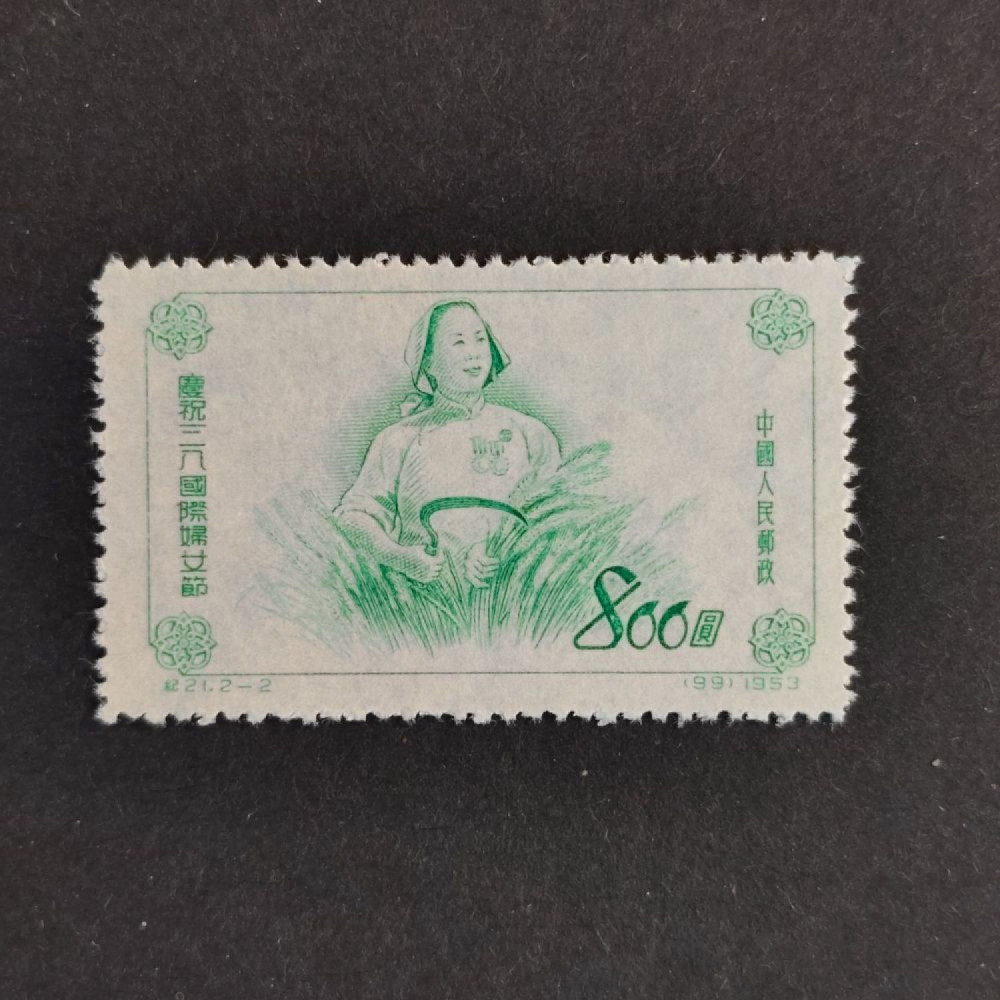 慶祝三八國際婦女節
中國人民郵政
800圓
紀21.2-2
(99)1953